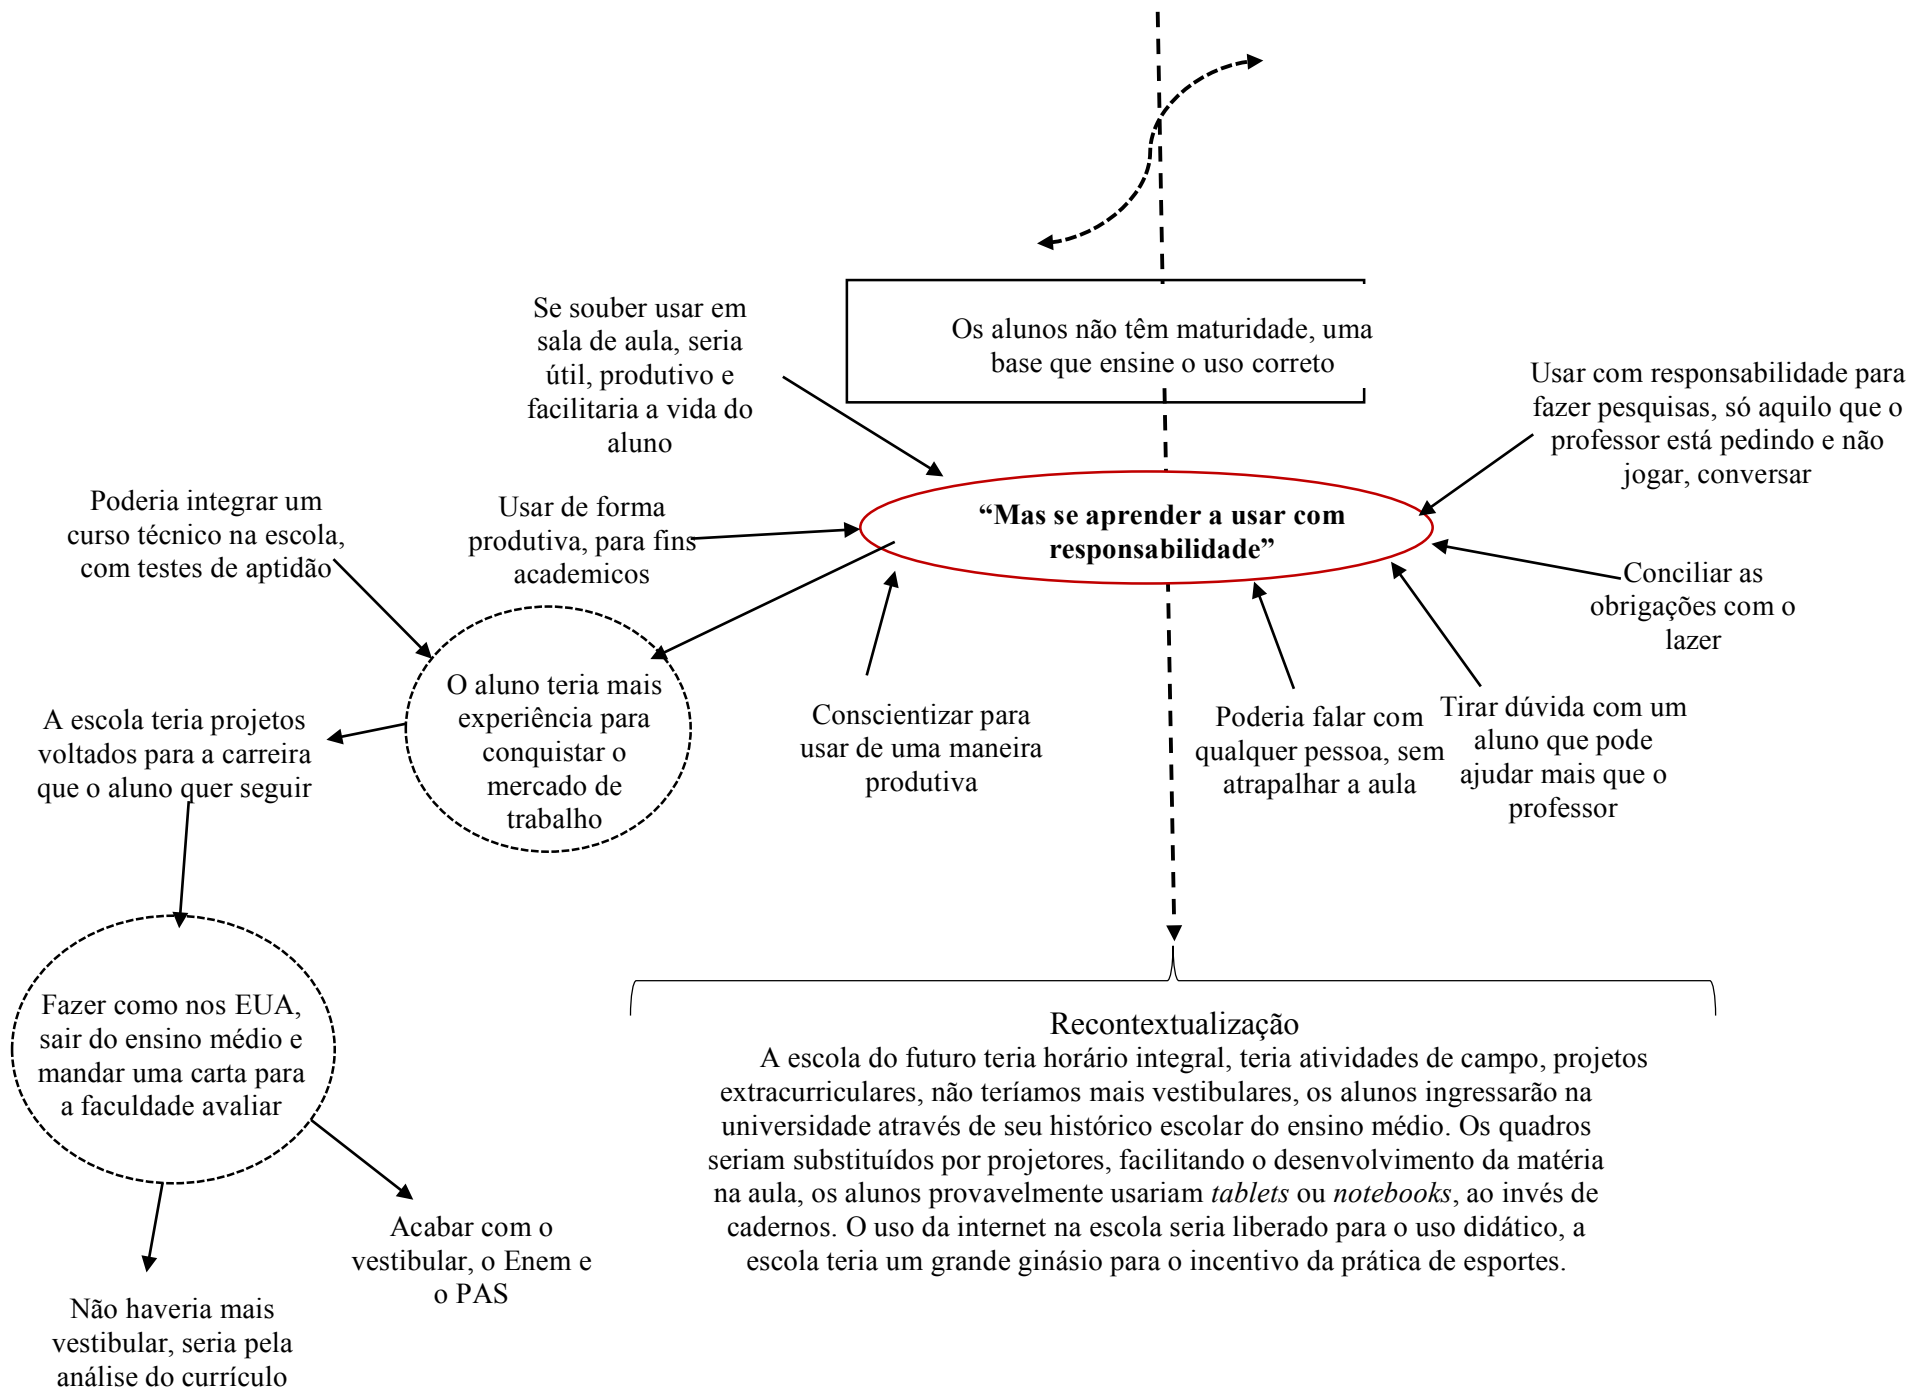 Se souber usar em
sala de aula, seria
útil, produtivo e
facilitaria a vida do
aluno
Os alunos não têm maturidade, uma
base que ensine o uso correto
Usar com responsabilidade para
fazer pesquisas, só aquilo que o
professor está pedindo e não
jogar, conversar
Poderia integrar um
curso técnico na escola,
com testes de aptidão
Usar de forma
produtiva, para fins
academicos
“Mas se aprender a usar com
responsabilidade”
Conciliar as
obrigações com o
lazer
A escola teria projetos
voltados para a carreira
que o aluno quer seguir
O aluno teria mais
experiência para
conquistar o
mercado de
trabalho
Conscientizar para
usar de uma maneira
produtiva
Poderia falar com
qualquer pessoa, sem
atrapalhar a aula
Tirar dúvida com um
aluno que pode
ajudar mais que o
professor
Fazer como nos EUA,
sair do ensino médio e
mandar uma carta para
a faculdade avaliar
Recontextualização
A escola do futuro teria horário integral, teria atividades de campo, projetos
extracurriculares, não teríamos mais vestibulares, os alunos ingressarão na
universidade através de seu histórico escolar do ensino médio. Os quadros
seriam substituídos por projetores, facilitando o desenvolvimento da matéria
na aula, os alunos provavelmente usariam tablets ou notebooks, ao invés de
cadernos. O uso da internet na escola seria liberado para o uso didático, a
escola teria um grande ginásio para o incentivo da prática de esportes.
Acabar com o
vestibular, o Enem e
o PAS
Não haveria mais
vestibular, seria pela
análise do currículo